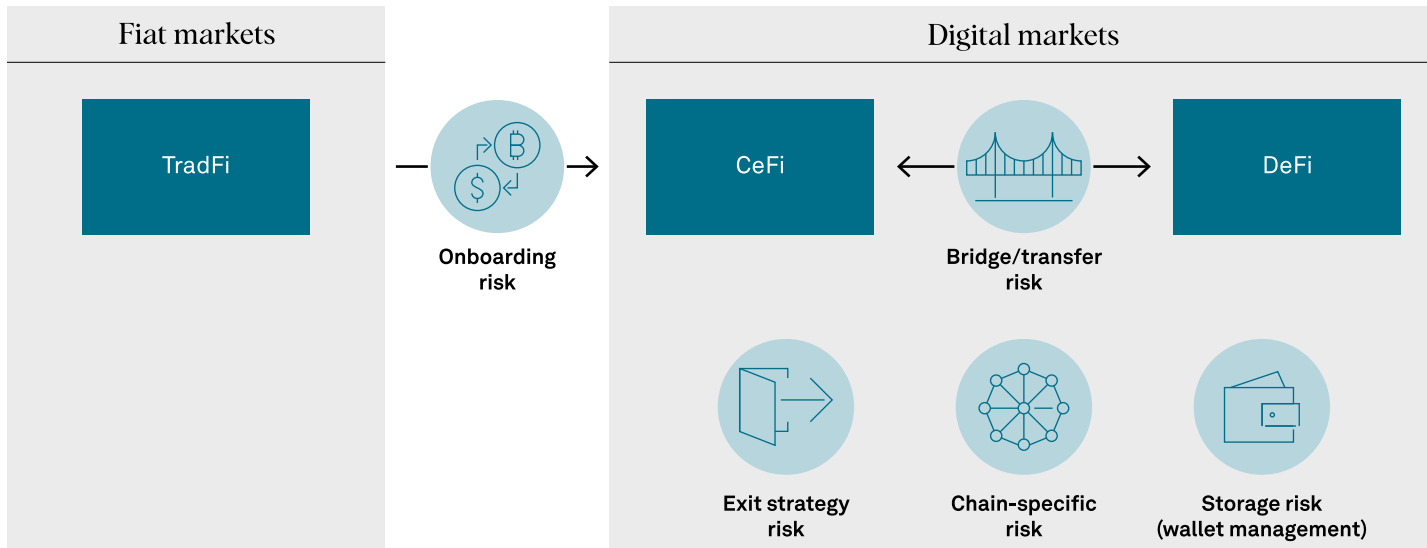 Fiat markets
Digital markets
TradFi
$
B
CeFi
DeFi
Onboarding
risk
Bridge/transfer
risk
Exit strategy
risk
Chain-specific
risk
Storage risk
(wallet management)